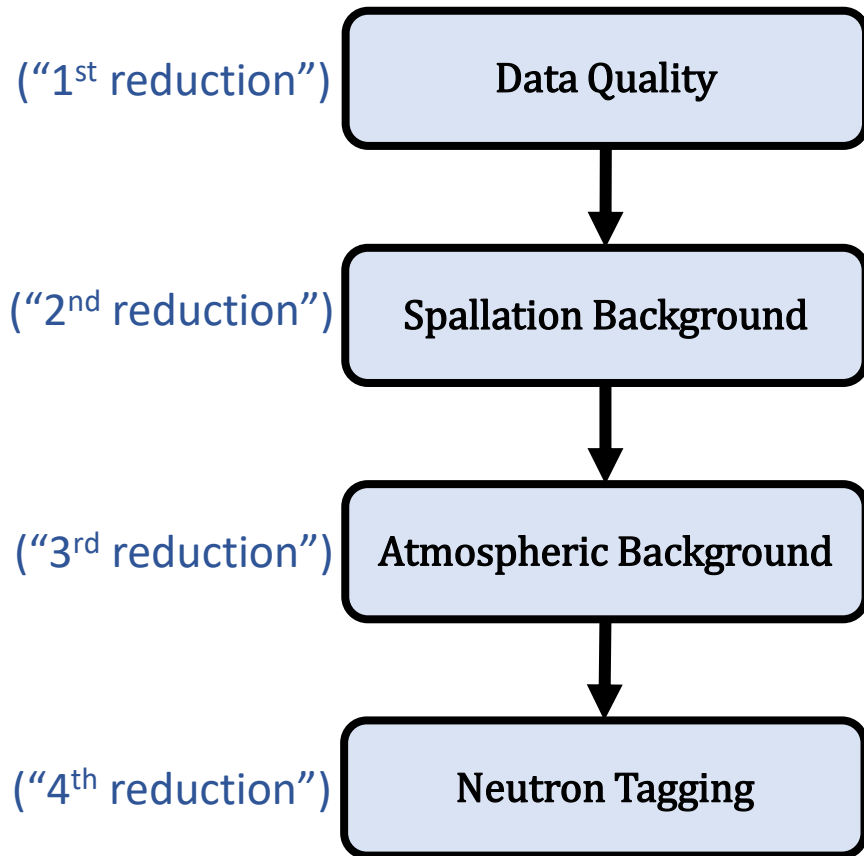 (“1st reduction”) Data Quality
(“2nd reduction”) Spallation Background
(“3rd reduction”) Atmospheric Background
(“4th reduction”) Neutron Tagging